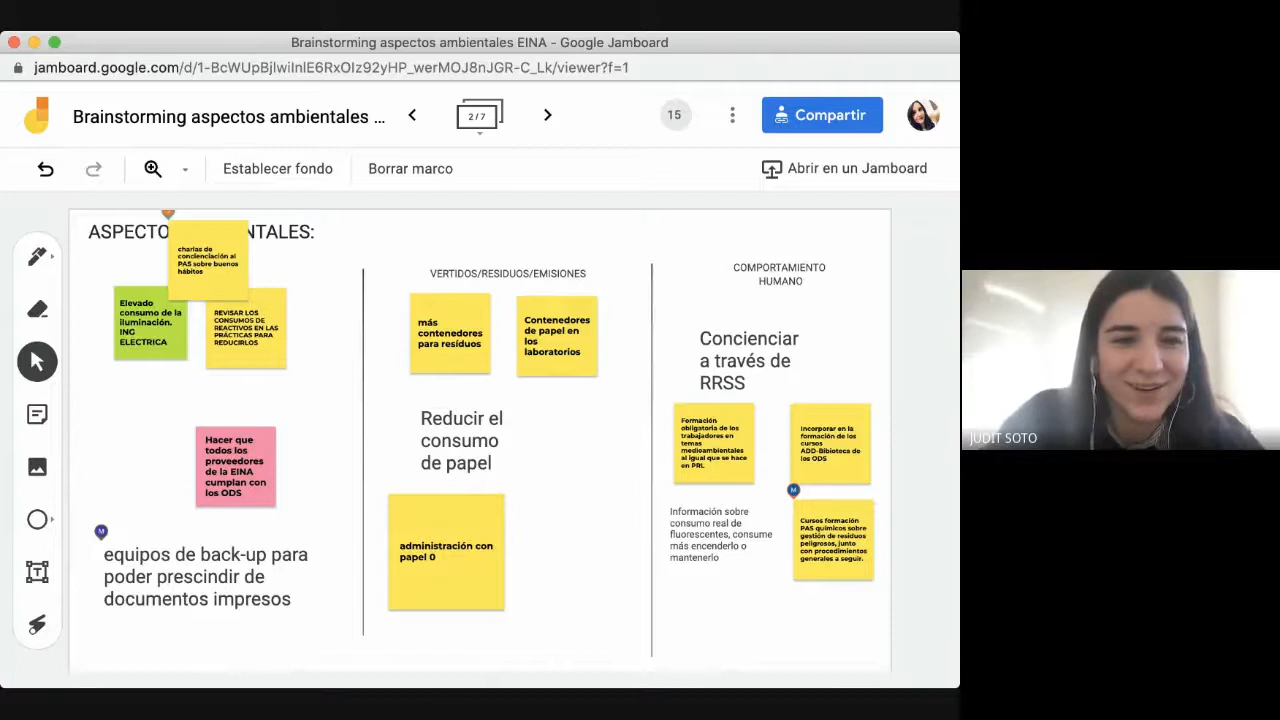 Brainstorming aspectos ambientales EINA - Google Jamboard
jamboard.google.com/d/1-BcWUpBjlwiInlE6RxOIz92yHP_werMOJ8nJGR-C_Lk/viewer?f=1
Brainstorming aspectos ambientales ...
2/7
15
Compartir
Establecer fondo
Borrar marco
Abrir en un Jamboard
ASPECTO
NTALES:
charlas de
concienciación al
PAS sobre buenos
hábitos
Elevado
consumo de la
iluminación.
ING
ELECTRICA
REVISAR LOS
CONSUMOS DE
REACTIVOS EN LAS
PRÁCTICAS PARA
REDUCIRLOS
Hacer que
todos los
proveedores
de la EINA
cumplan con
los ODS
M
equipos de back-up para
poder prescindir de
documentos impresos
VERTIDOS/RESIDUOS/EMISIONES
más
contenedores
para resíduos
Contenedores
de papel en
los
laboratorios
Reducir el
consumo
de papel
administración con
papel 0
COMPORTAMIENTO
HUMANO
Concienciar
a través de
RRSS
Formación
obligatoria de los
trabajadores en
temas
medioambientales
al igual que se hace
en PRL
Incorporar en la
formación de los
cursos
ADD-Bibioteca de
los ODS
Información sobre
consumo real de
fluorescentes, consume
más encenderlo o
mantenerlo
M
Cursos formación
PAS químicos sobre
gestión de residuos
peligrosos, junto
con procedimientos
generales a seguir.
JUDIT SOTO